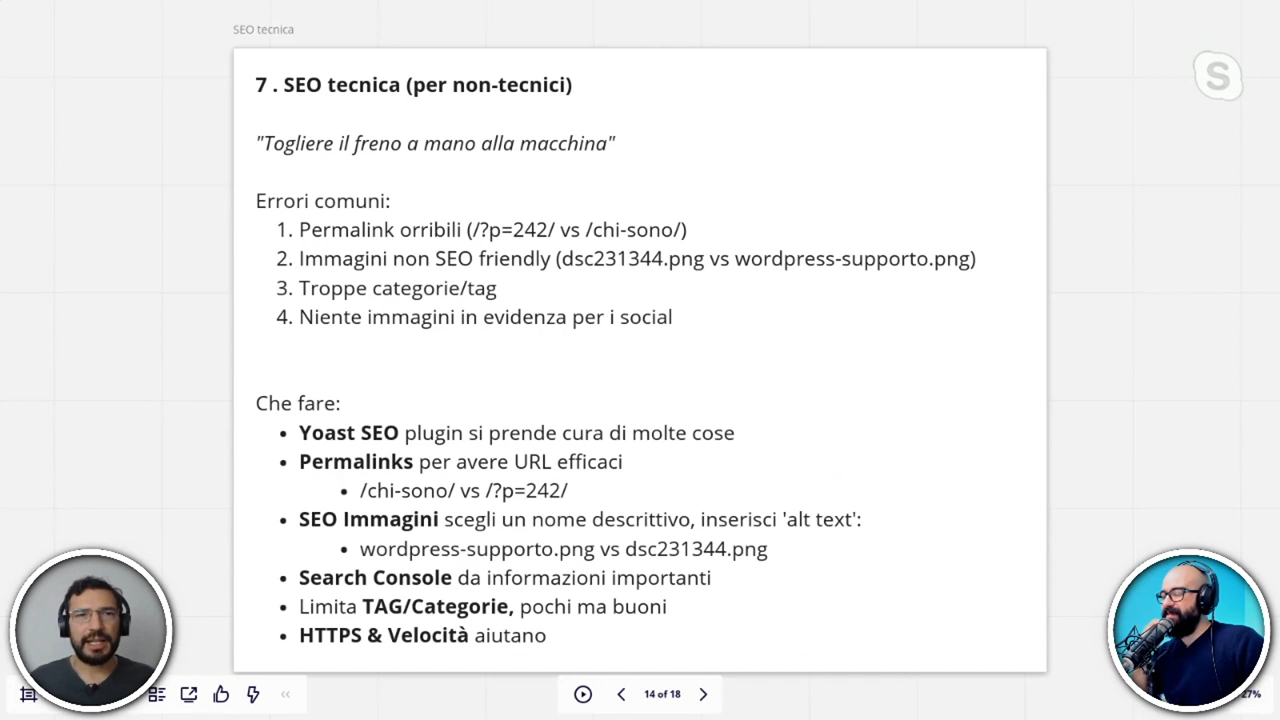 SEO tecnica
7 . SEO tecnica (per non-tecnici)
"Togliere il freno a mano alla macchina"
Errori comuni:
1. Permalink orribili (/?p=242/ vs /chi-sono/)
2. Immagini non SEO friendly (dsc231344.png vs wordpress-supporto.png)
3. Troppe categorie/tag
4. Niente immagini in evidenza per i social
Che fare:
• Yoast SEO plugin si prende cura di molte cose
• Permalinks per avere URL efficaci
• /chi-sono/ vs /?p=242/
• SEO Immagini scegli un nome descrittivo, inserisci 'alt text':
• wordpress-supporto.png vs dsc231344.png
• Search Console da informazioni importanti
• Limita TAG/Categorie, pochi ma buoni
• HTTPS & Velocità aiutano
14 of 18
27%